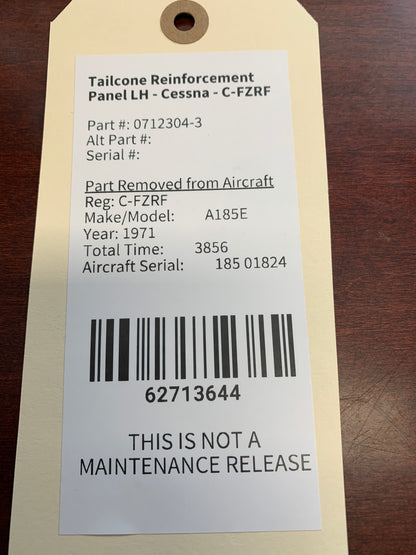 Tailcone Reinforcement
Panel LH - Cessna - C-FZRF
Part #: 0712304-3
Alt Part #:
Serial #:
Part Removed from Aircraft
Reg: C-FZRF
Make/Model: A185E
Year: 1971
Total Time: 3856
Aircraft Serial: 185 01824
62713644
THIS IS NOT A
MAINTENANCE RELEASE